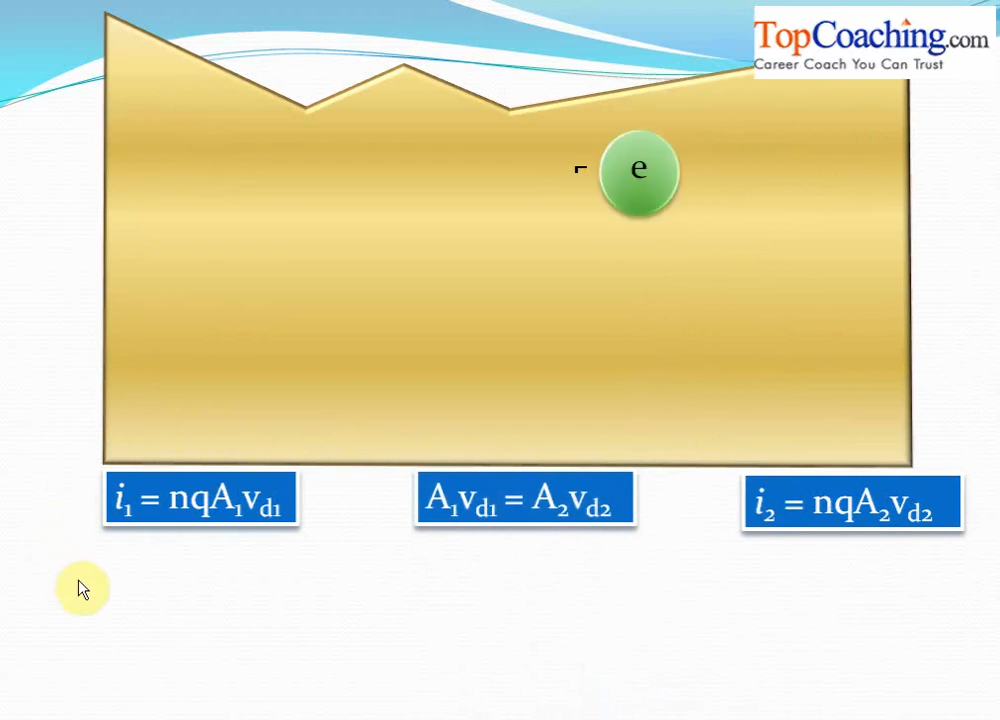 TopCoaching.com
Career Coach You Can Trust
e
i₁ = nqA₁v_d1
A₁v_d1 = A₂v_d2
i₂ = nqA₂v_d2